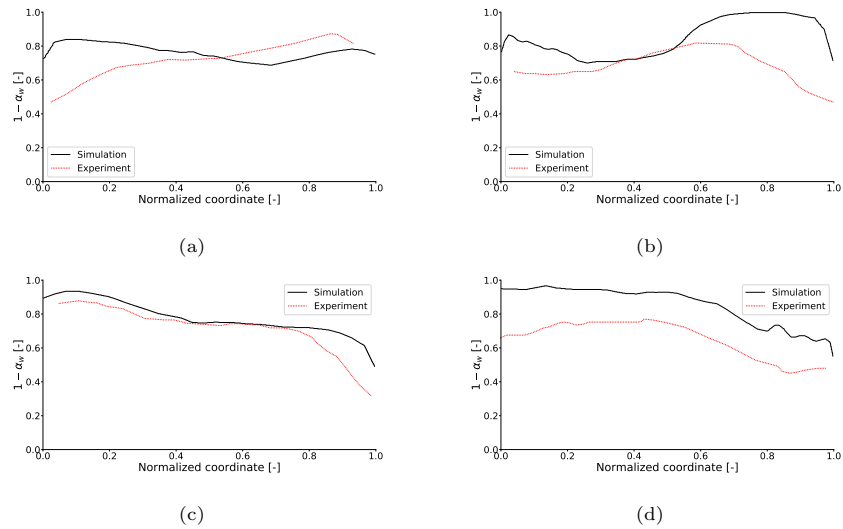 1.0
0.8
0.6
0.4
0.2
0.0
1 − α_w [-]
Simulation
Experiment
0.0 0.2 0.4 0.6 0.8 1.0
Normalized coordinate [-]
(a)
1.0
0.8
0.6
0.4
0.2
0.0
1 − α_w [-]
Simulation
Experiment
0.0 0.2 0.4 0.6 0.8 1.0
Normalized coordinate [-]
(b)
1.0
0.8
0.6
0.4
0.2
0.0
1 − α_w [-]
Simulation
Experiment
0.0 0.2 0.4 0.6 0.8 1.0
Normalized coordinate [-]
(c)
1.0
0.8
0.6
0.4
0.2
0.0
1 − α_w [-]
Simulation
Experiment
0.0 0.2 0.4 0.6 0.8 1.0
Normalized coordinate [-]
(d)